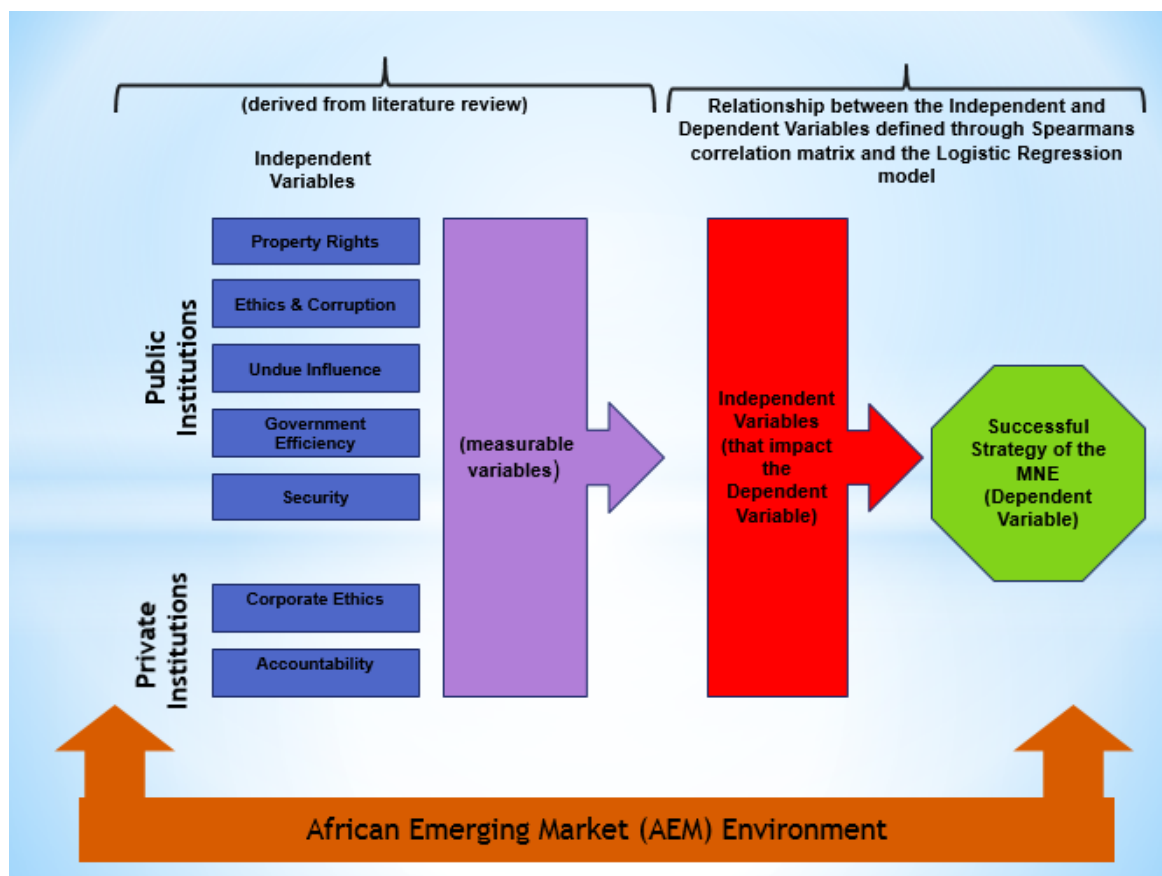 (derived from literature review)
Relationship between the Independent and
Dependent Variables defined through Spearmans
correlation matrix and the Logistic Regression
model
Independent
Variables
Public
Institutions
Property Rights
Ethics & Corruption
Undue Influence
Government
Efficiency
Security
Private
Institutions
Corporate Ethics
Accountability
(measurable
variables)
Independent
Variables
(that impact
the
Dependent
Variable)
Successful
Strategy of the
MNE
(Dependent
Variable)
African Emerging Market (AEM) Environment